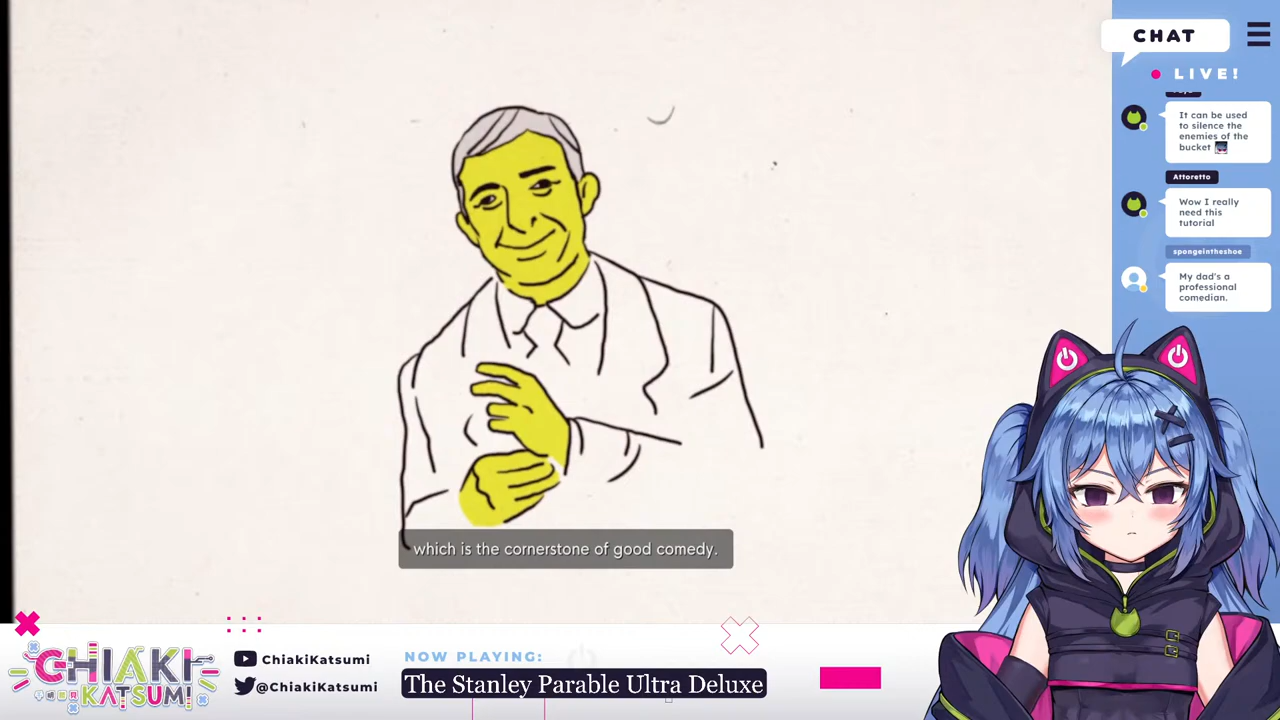 CHAT
LIVE!
It can be used
to silence the
enemies of the
bucket
Attoretto
Wow I really
need this
tutorial
spongeintheshoe
My dad's a
professional
comedian.
which is the cornerstone of good comedy.
CHIAKI
KATSUMI
ChiakiKatsumi
@ChiakiKatsumi
NOW PLAYING:
The Stanley Parable Ultra Deluxe